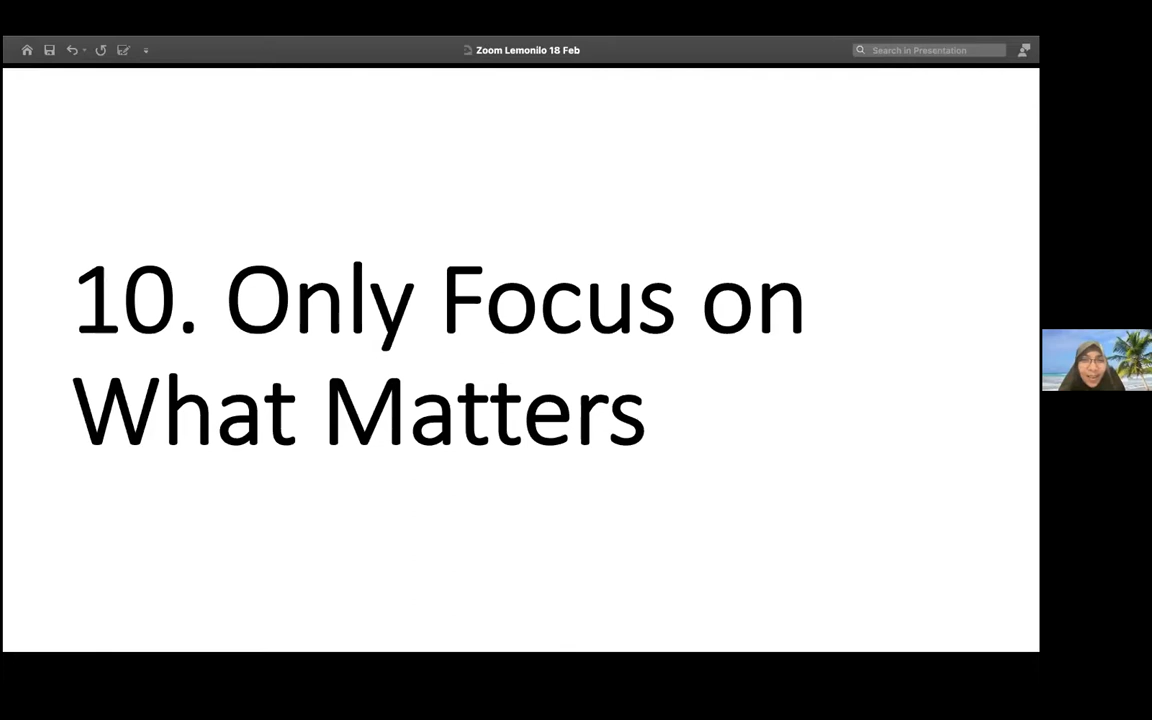 Zoom Lemonilo 18 Feb
Search in Presentation
10. Only Focus on
What Matters